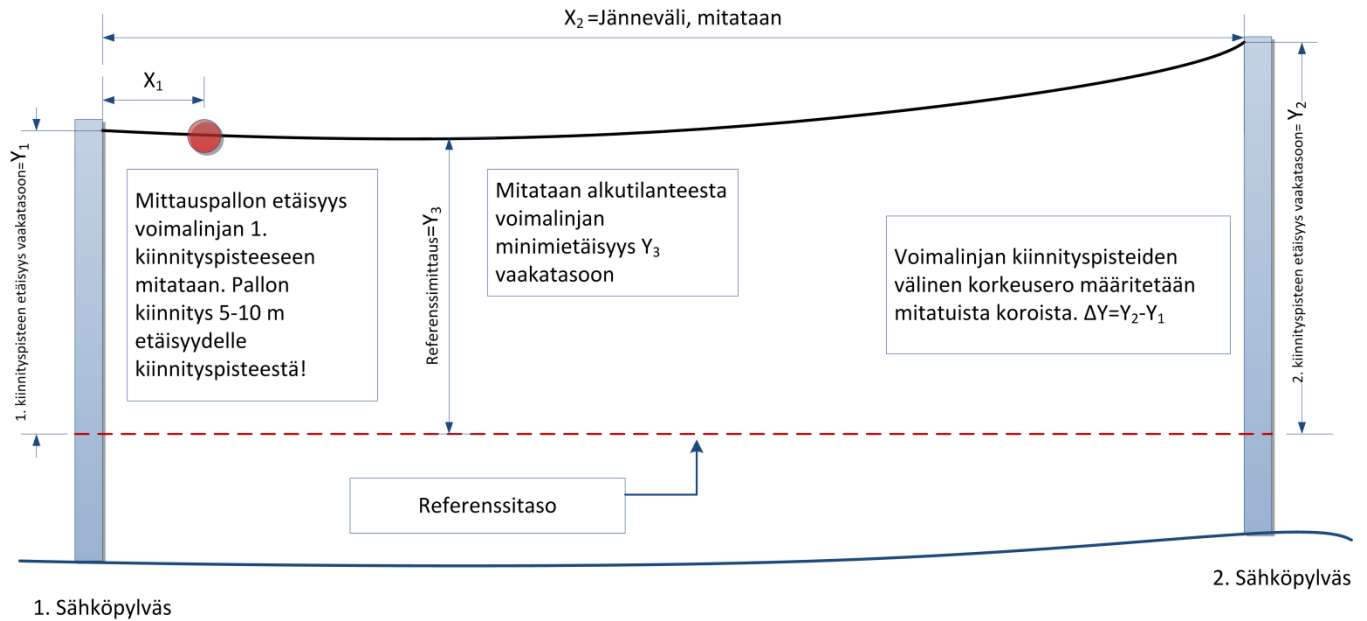 X₂ =Jänneväli, mitataan
X₁
1. kiinnityspisteen etäisyys vaakatasoon= Y₁
Mittauspallon etäisyys
voimalinjan 1.
kiinnityspisteeseen
mitataan. Pallon
kiinnitys 5-10 m
etäisyydelle
kiinnityspisteestä!
Referenssimittaus=Y₃
Mitataan alkutilanteesta
voimalinjan
minimietäisyys Y₃
vaakatasoon
Voimalinjan kiinnityspisteiden
välinen korkeusero määritetään
mitatuista koroista. ΔY=Y₂-Y₁
2. kiinnityspisteen etäisyys vaakatasoon= Y₂
Referenssitaso
1. Sähköpylväs
2. Sähköpylväs